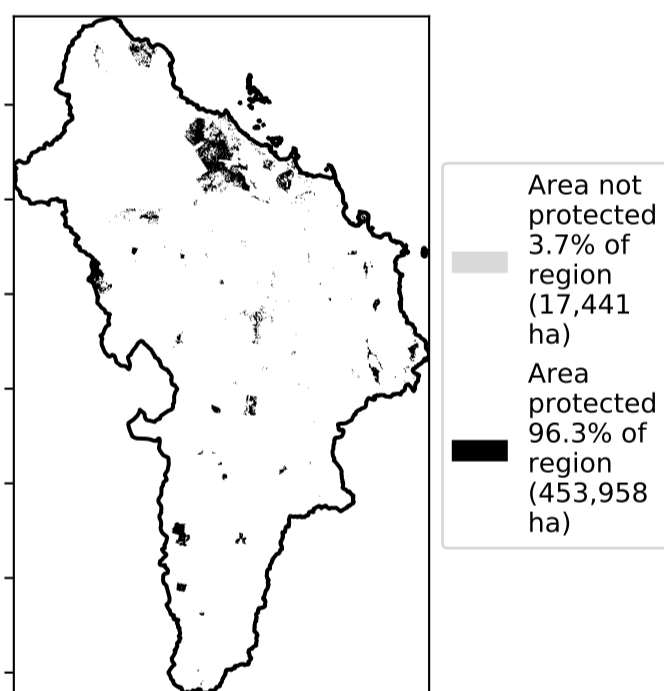 Area not
protected
3.7% of
region
(17,441
ha)
Area
protected
96.3% of
region
(453,958
ha)